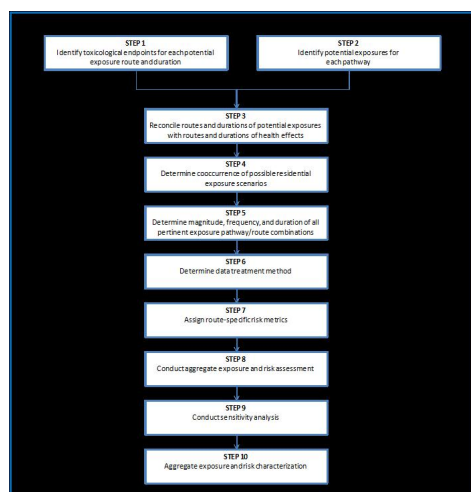 STEP 1
Identify toxicological endpoints for each potential
exposure route and duration
STEP 2
Identify potential exposures for
each pathway
STEP 3
Reconcile routes and durations of potential exposures
with routes and durations of health effects
STEP 4
Determine cooccurrence of possible residential
exposure scenarios
STEP 5
Determine magnitude, frequency, and duration of all
pertinent exposure pathway/route combinations
STEP 6
Determine data treatment method
STEP 7
Assign route-specific risk metrics
STEP 8
Conduct aggregate exposure and risk assessment
STEP 9
Conduct sensitivity analysis
STEP 10
Aggregate exposure and risk characterization